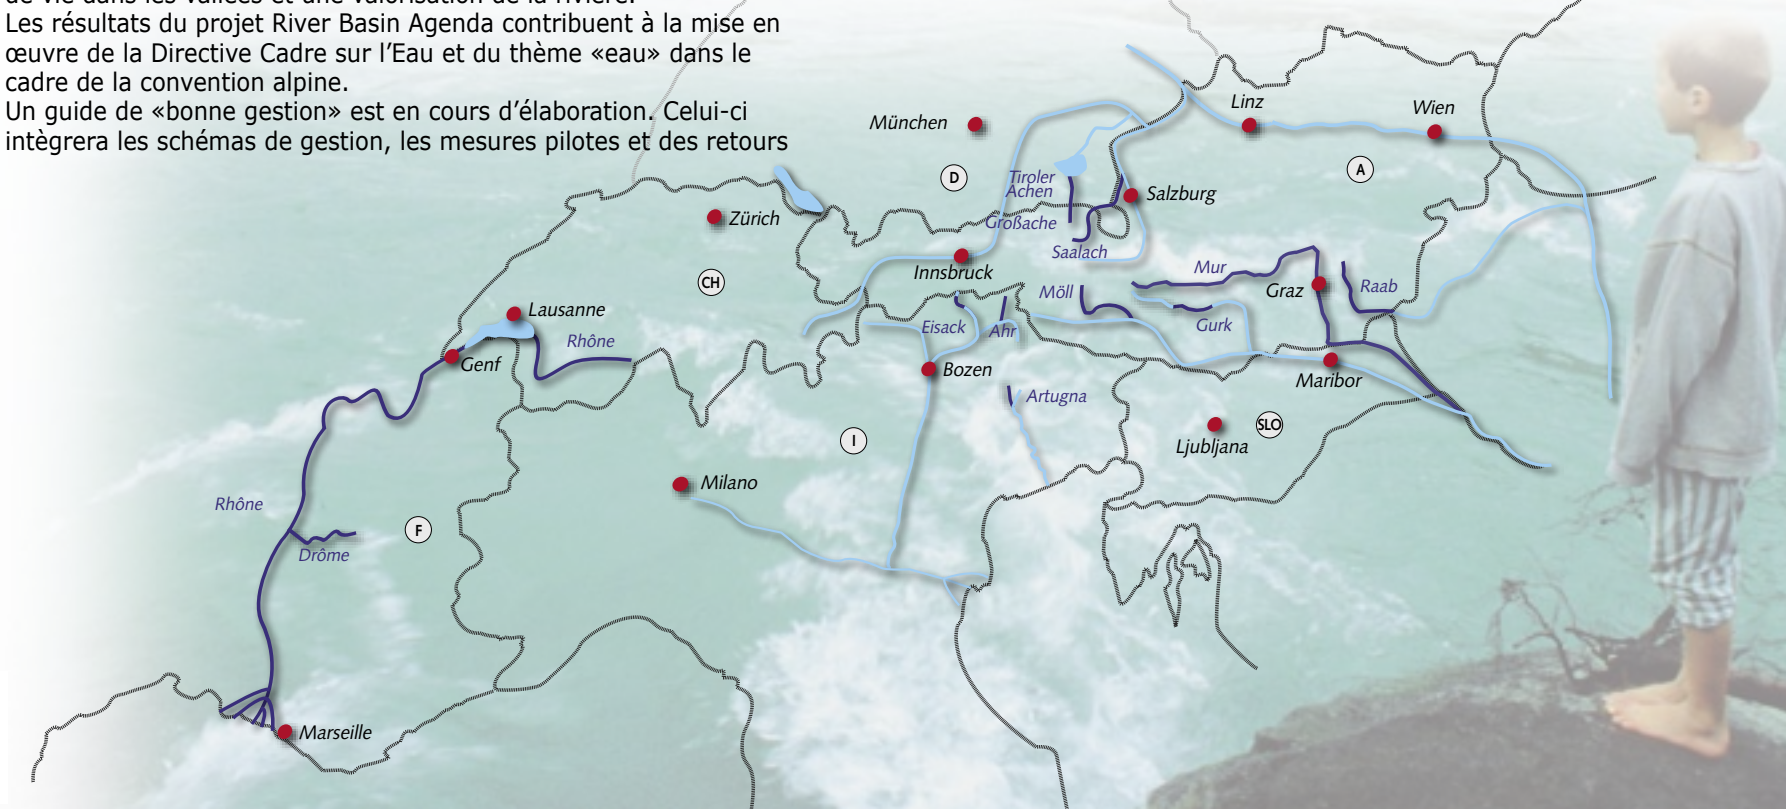 de vie dans les vallées et une valorisation de la rivière.
Les résultats du projet River Basin Agenda contribuent à la mise en
œuvre de la Directive Cadre sur l'Eau et du thème «eau» dans le
cadre de la convention alpine.
Un guide de «bonne gestion» est en cours d'élaboration. Celui-ci
intègrera les schémas de gestion, les mesures pilotes et des retours
München
Linz
Wien
D
A
Tiroler
Achen
Salzburg
Zürich
Großache
Saalach
Innsbruck
CH
Mur
Möll
Graz
Raab
Lausanne
Eisack
Ahr
Gurk
Rhône
Genf
Bozen
Maribor
Artugna
I
SLO
Ljubljana
Milano
Rhône
F
Drôme
Marseille